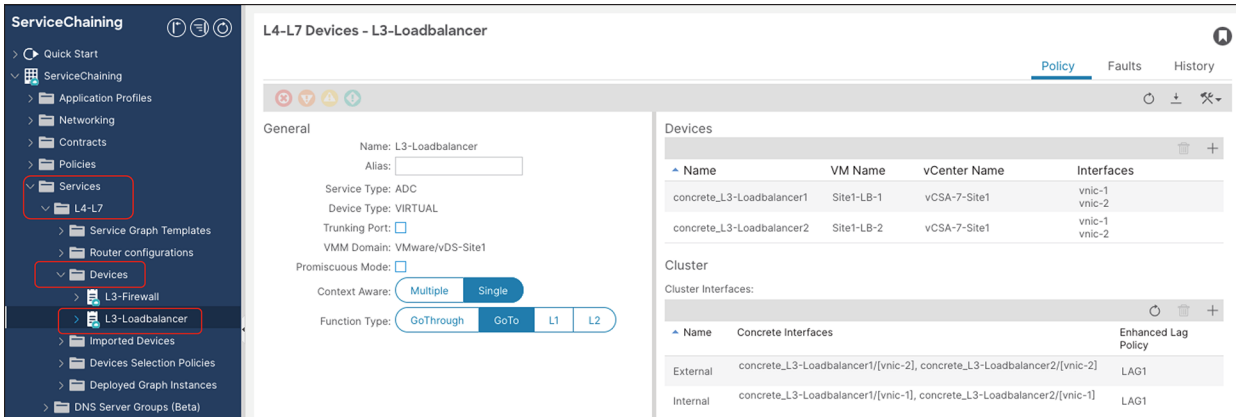 ServiceChaining
Quick Start
ServiceChaining
Application Profiles
Networking
Contracts
Policies
Services
L4-L7
Service Graph Templates
Router configurations
Devices
L3-Firewall
L3-Loadbalancer
Imported Devices
Devices Selection Policies
Deployed Graph Instances
DNS Server Groups (Beta)
L4-L7 Devices - L3-Loadbalancer
Policy Faults History
General
Name: L3-Loadbalancer
Alias:
Service Type: ADC
Device Type: VIRTUAL
Trunking Port:
VMM Domain: VMware/vDS-Site1
Promiscuous Mode:
Context Aware: Multiple Single
Function Type: GoThrough GoTo L1 L2
Devices
Name VM Name vCenter Name Interfaces
concrete_L3-Loadbalancer1 Site1-LB-1 vCSA-7-Site1 vnic-1
vnic-2
concrete_L3-Loadbalancer2 Site1-LB-2 vCSA-7-Site1 vnic-1
vnic-2
Cluster
Cluster Interfaces:
Name Concrete Interfaces Enhanced Lag
Policy
External concrete_L3-Loadbalancer1/[vnic-2], concrete_L3-Loadbalancer2/[vnic-2] LAG1
Internal concrete_L3-Loadbalancer1/[vnic-1], concrete_L3-Loadbalancer2/[vnic-1] LAG1